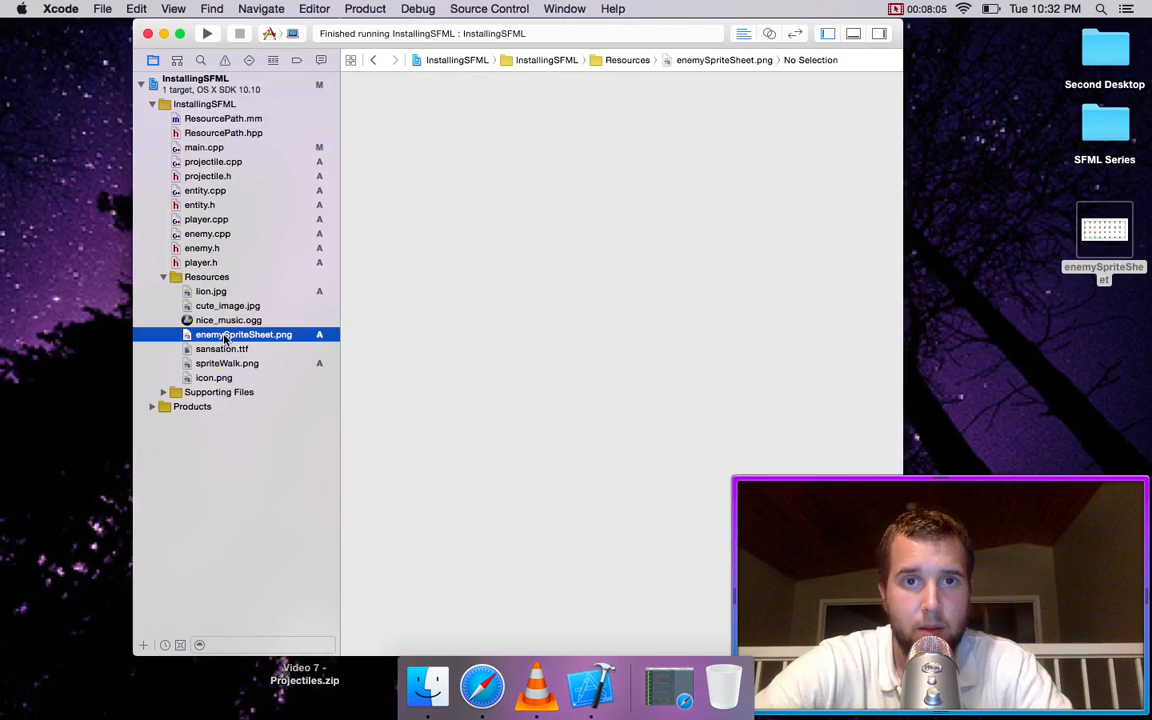 Xcode File Edit View Find Navigate Editor Product Debug Source Control Window Help
00:08:05 Tue 10:32 PM
Finished running InstallingSFML : InstallingSFML
InstallingSFML InstallingSFML Resources enemySpriteSheet.png No Selection
InstallingSFML M
1 target, OS X SDK 10.10
InstallingSFML
ResourcePath.mm
ResourcePath.hpp
main.cpp M
projectile.cpp A
projectile.h A
entity.cpp A
entity.h A
player.cpp A
enemy.cpp A
enemy.h A
player.h A
Resources
lion.jpg A
cute_image.jpg
nice_music.ogg
enemySpriteSheet.png A
sansation.ttf
spriteWalk.png A
icon.png
Supporting Files
Products
Second Desktop
SFML Series
enemySpriteShe
et
Video 7 -
Projectiles.zip